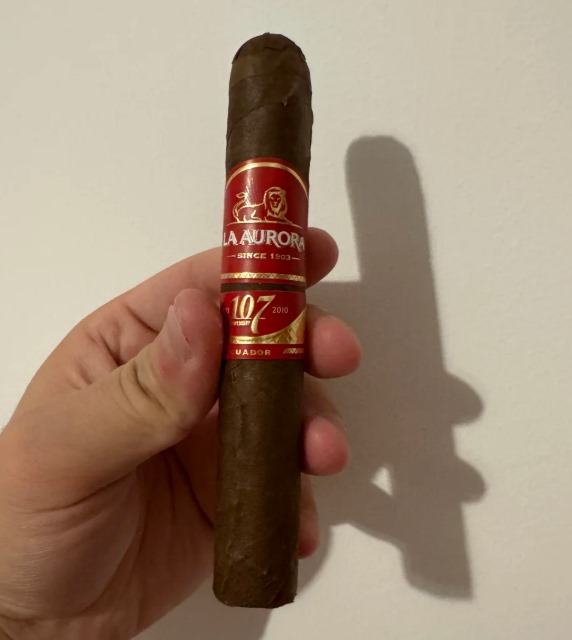 LA AURORA
SINCE 1903
107
2010
UADOR